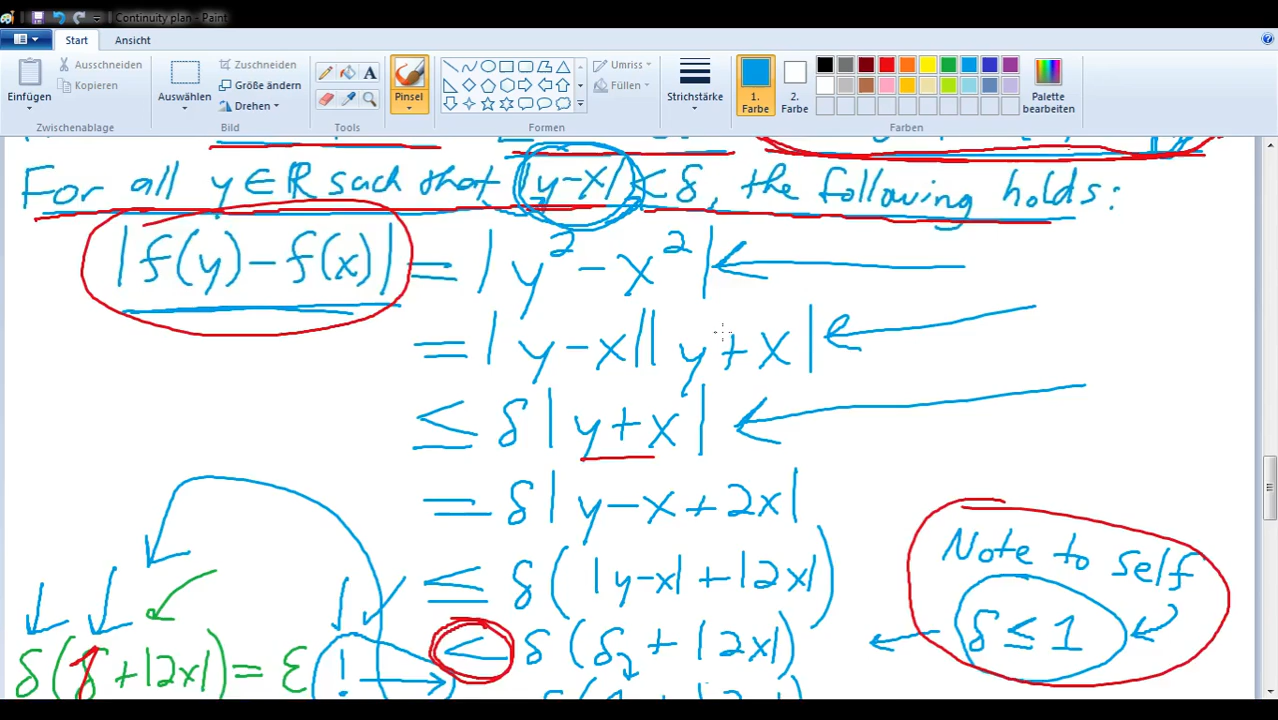 Continuity plan - Paint
Start Ansicht
Einfügen
Ausschneiden
Kopieren
Zwischenablage
Auswählen
Zuschneiden
Größe ändern
Drehen
Bild
Tools
Pinsel
Formen
Umriss
Füllen
Strichstärke
1. Farbe
2. Farbe
Palette bearbeiten
Farben
For all y ∈ ℝ such that |y-x| < δ, the following holds:
|f(y) - f(x)| = |y² - x²|
= |y-x||y+x|
≤ δ|y+x|
= δ|y-x+2x|
≤ δ(|y-x| + |2x|)
< δ(δ + |2x|)
Note to self
δ ≤ 1
δ(1 + |2x|) = ε !